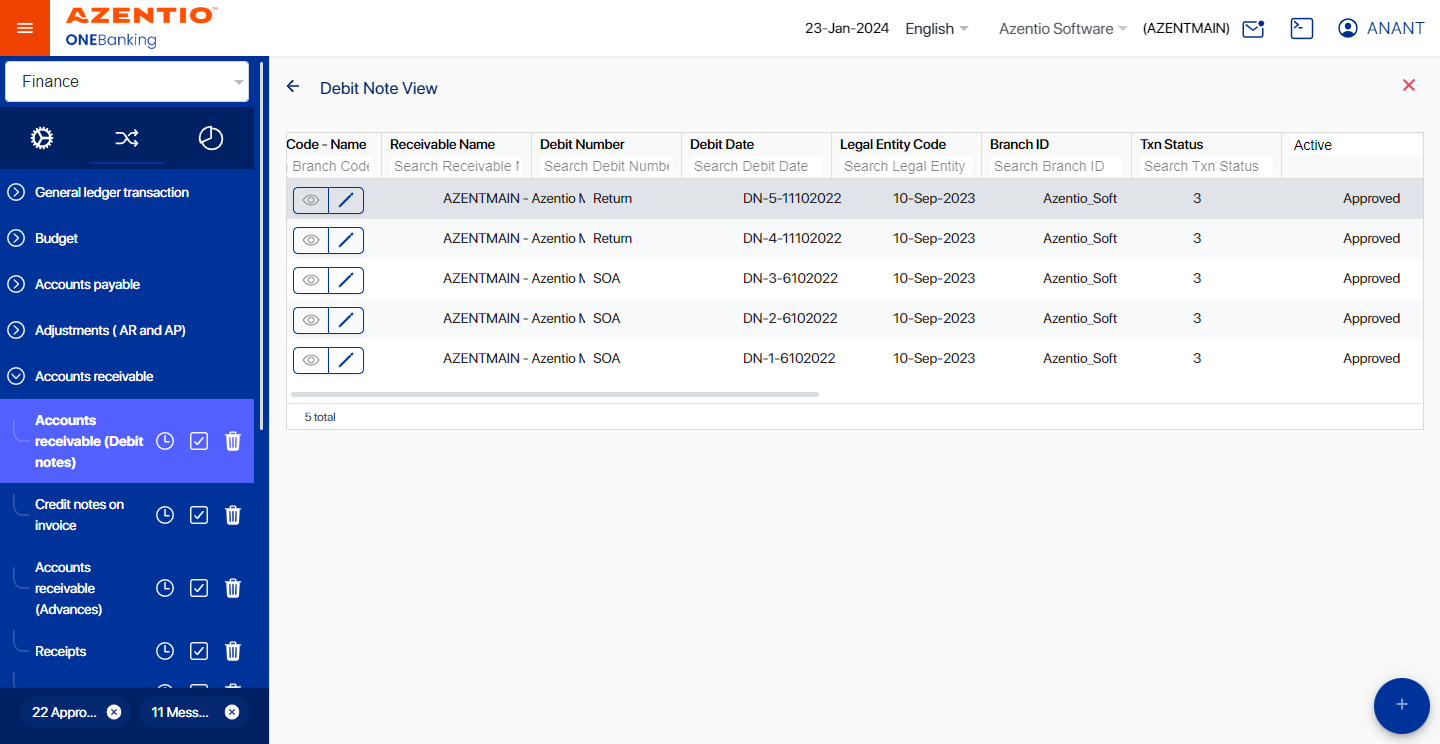 AZENTIO™
ONEBanking
23-Jan-2024 English Azentio Software (AZENTMAIN) ANANT
Finance
General ledger transaction
Budget
Accounts payable
Adjustments ( AR and AP)
Accounts receivable
Accounts
receivable (Debit
notes)
Credit notes on
invoice
Accounts
receivable
(Advances)
Receipts
22 Appro...
11 Mess...
Debit Note View
Code - Name Receivable Name Debit Number Debit Date Legal Entity Code Branch ID Txn Status Active
Branch Code Search Receivable N Search Debit Numbe Search Debit Date Search Legal Entity Search Branch ID Search Txn Status
AZENTMAIN - Azentio M Return DN-5-11102022 10-Sep-2023 Azentio_Soft 3 Approved
AZENTMAIN - Azentio M Return DN-4-11102022 10-Sep-2023 Azentio_Soft 3 Approved
AZENTMAIN - Azentio M SOA DN-3-6102022 10-Sep-2023 Azentio_Soft 3 Approved
AZENTMAIN - Azentio M SOA DN-2-6102022 10-Sep-2023 Azentio_Soft 3 Approved
AZENTMAIN - Azentio M SOA DN-1-6102022 10-Sep-2023 Azentio_Soft 3 Approved
5 total